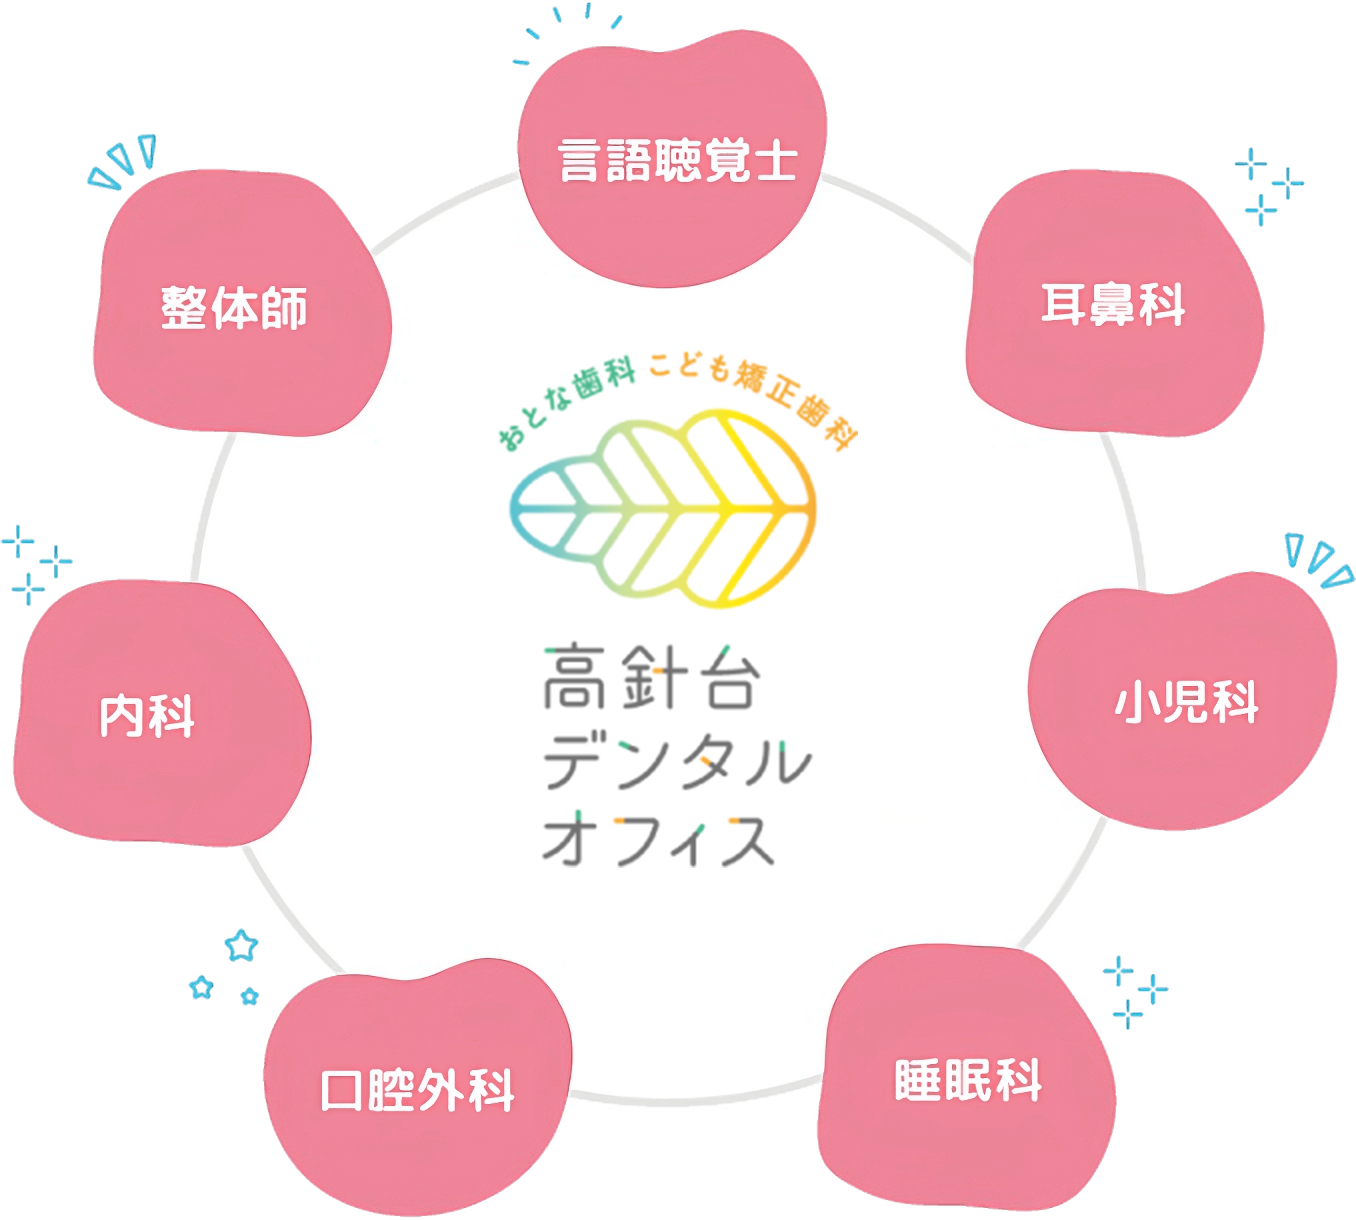 言語聴覚士
整体師
耳鼻科
おとな歯科 こども矯正歯科
高針台
デンタル
オフィス
内科
小児科
口腔外科
睡眠科